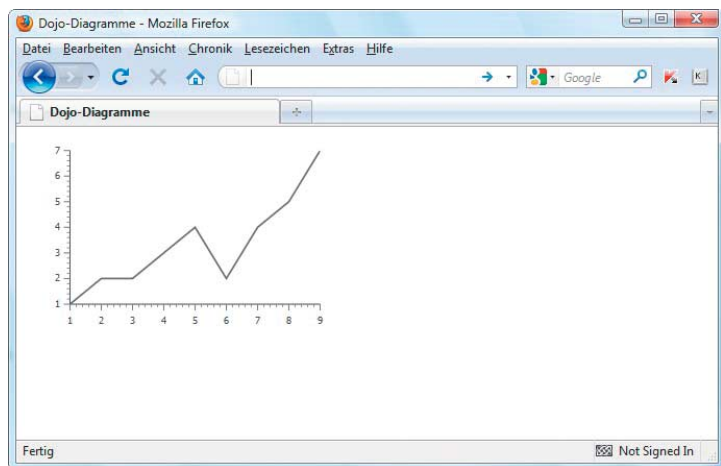 Dojo-Diagramme - Mozilla Firefox
Datei Bearbeiten Ansicht Chronik Lesezeichen Extras Hilfe
Google
K
Dojo-Diagramme
7
6
5
4
3
2
1
1 2 3 4 5 6 7 8 9
Fertig Not Signed In